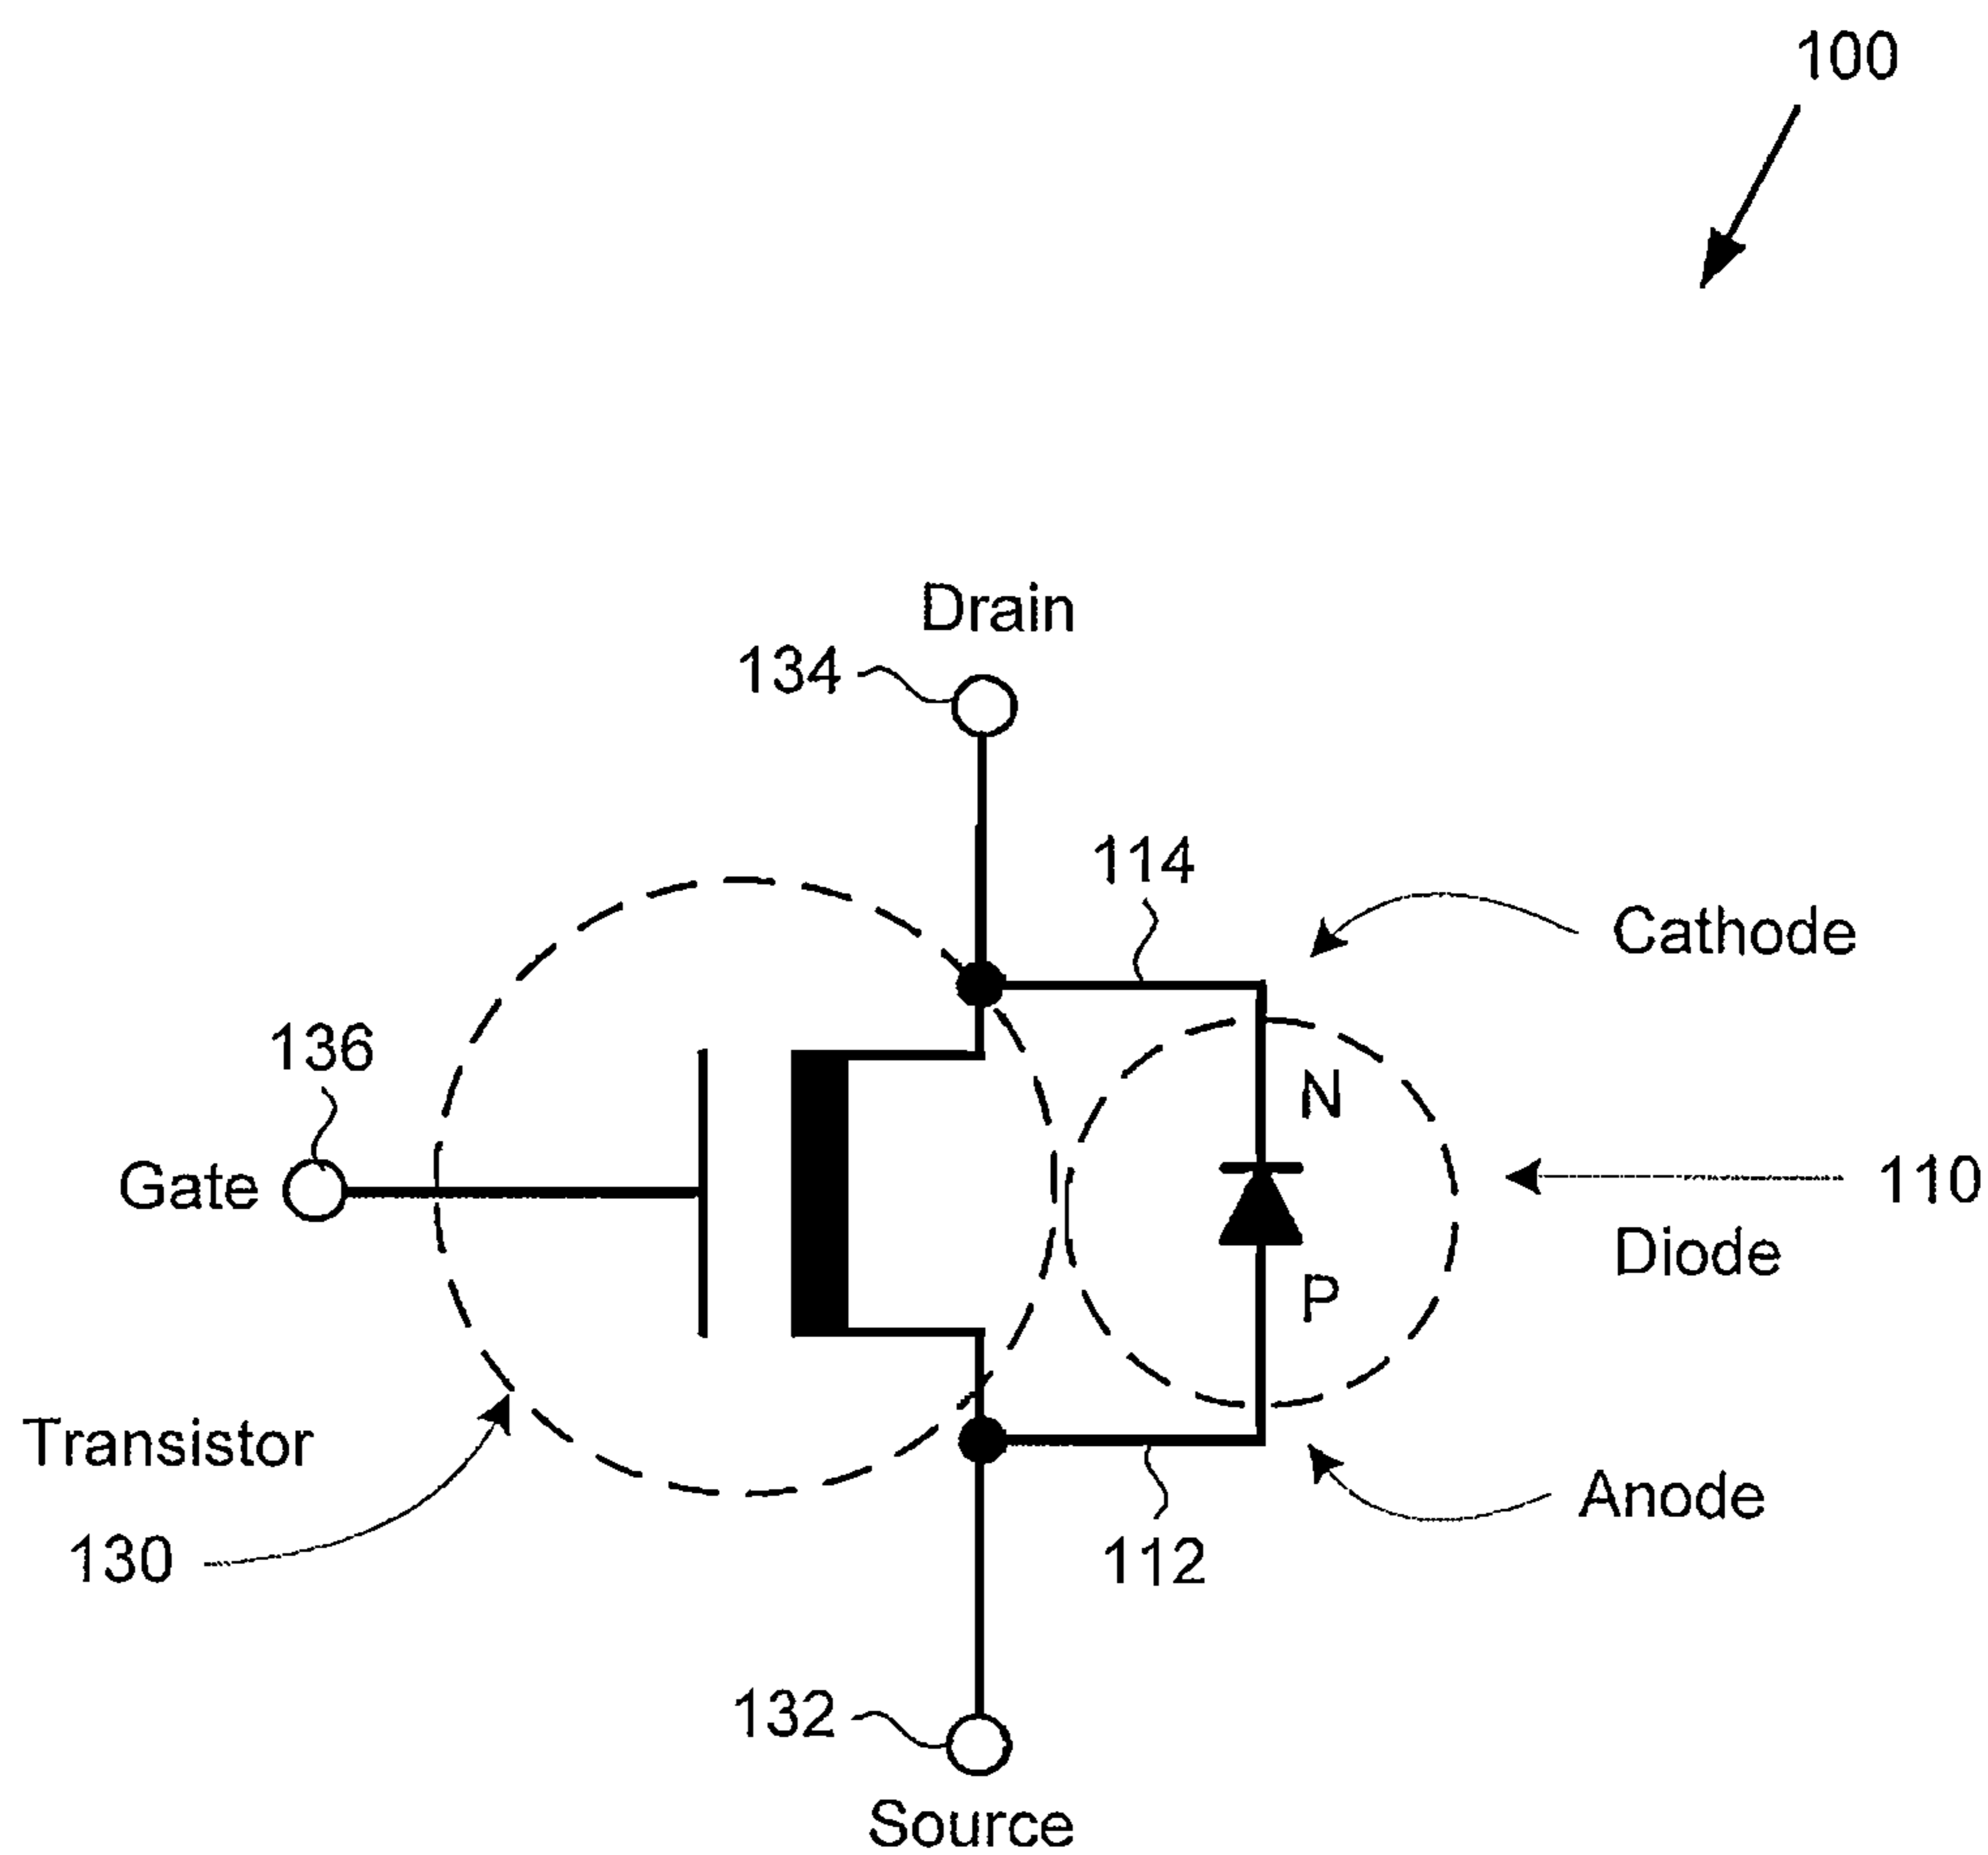 100
Drain
134
114
Cathode
136
N
Gate
110
Diode
P
Transistor
Anode
130
112
132
Source